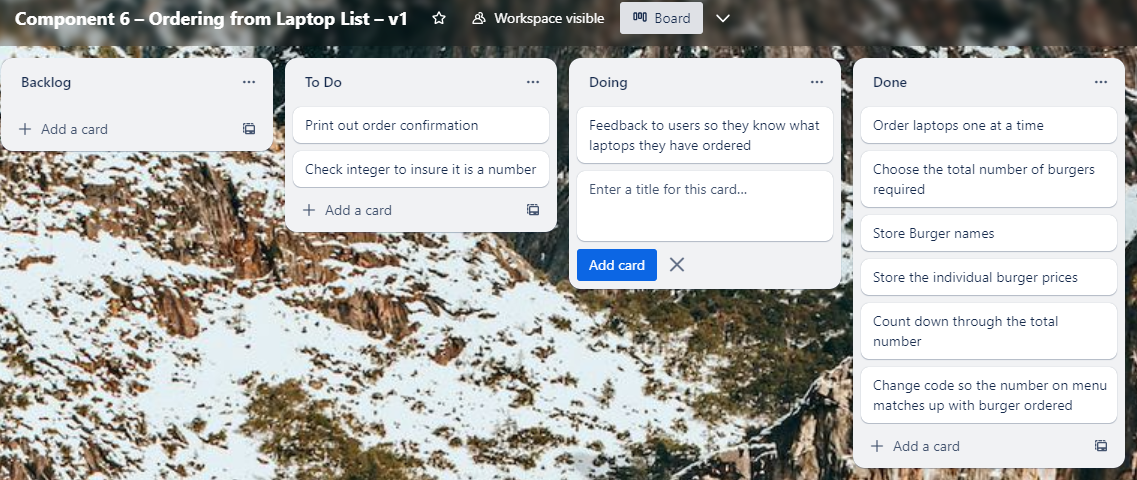 Component 6 – Ordering from Laptop List – v1
Workspace visible
Board
Backlog
Add a card
To Do
Print out order confirmation
Check integer to insure it is a number
Add a card
Doing
Feedback to users so they know what
laptops they have ordered
Enter a title for this card...
Add card
Done
Order laptops one at a time
Choose the total number of burgers
required
Store Burger names
Store the individual burger prices
Count down through the total
number
Change code so the number on menu
matches up with burger ordered
Add a card